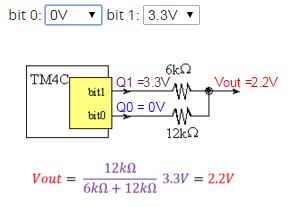 bit 0: 0V bit 1: 3.3V
6kΩ
TM4C Q1 =3.3V Vout =2.2V
bit1
bit0 Q0 = 0V
12kΩ
Vout = 12kΩ / 6kΩ + 12kΩ 3.3V = 2.2V